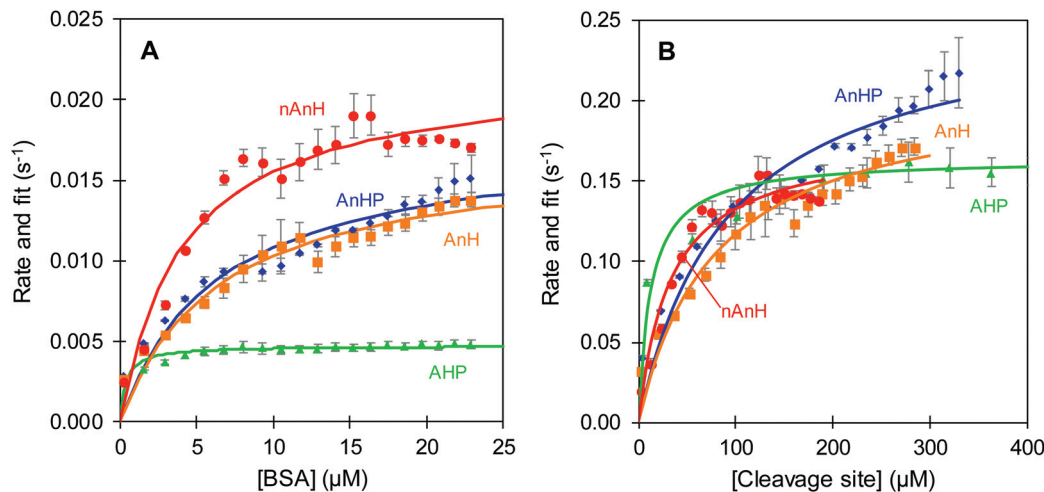 A
0.025
0.020
0.015
0.010
0.005
0.000
Rate and fit (s⁻¹)
nAnH
AnHP
AnH
AHP
0 5 10 15 20 25
[BSA] (µM)
B
0.25
0.20
0.15
0.10
0.05
0.00
Rate and fit (s⁻¹)
AnHP
AnH
AHP
nAnH
0 100 200 300 400
[Cleavage site] (µM)